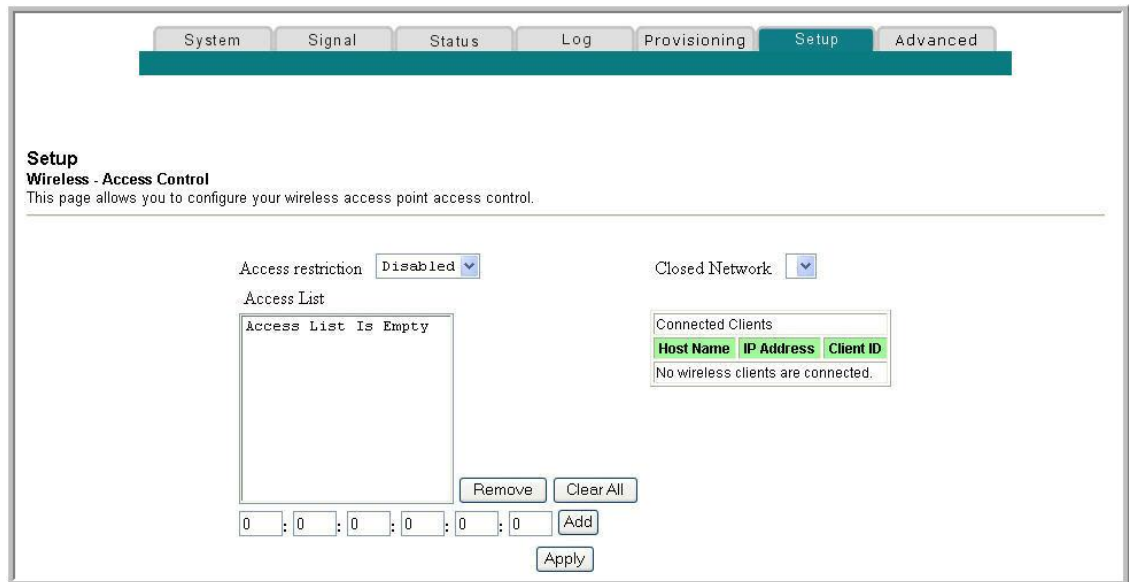 System Signal Status Log Provisioning Setup Advanced
Setup
Wireless - Access Control
This page allows you to configure your wireless access point access control.
Access restriction Disabled Closed Network
Access List
Access List Is Empty
Connected Clients
Host Name IP Address Client ID
No wireless clients are connected.
Remove Clear All
0 : 0 : 0 : 0 : 0 : 0 Add
Apply